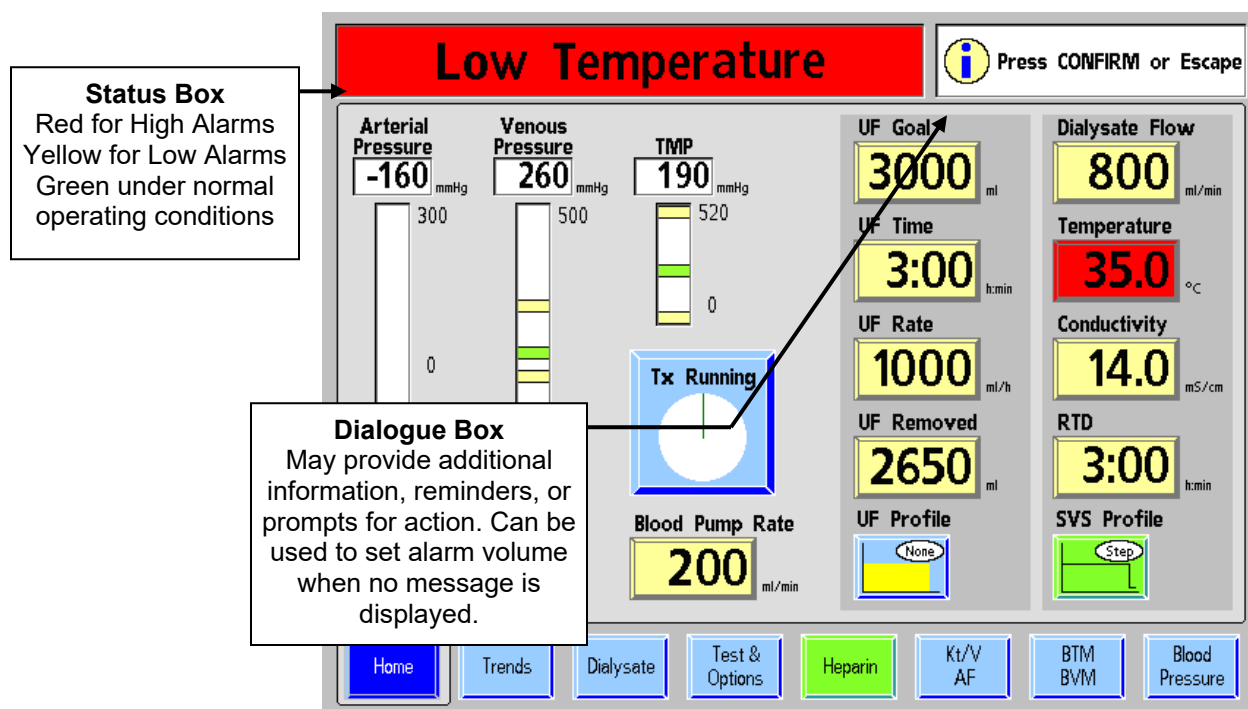 Low Temperature
Press CONFIRM or Escape
Status Box
Red for High Alarms
Yellow for Low Alarms
Green under normal
operating conditions
Arterial
Pressure
-160 mmHg
300
0
Venous
Pressure
260 mmHg
500
TMP
190 mmHg
520
0
Tx Running
Blood Pump Rate
200 ml/min
UF Goal
3000 ml
UF Time
3:00 h:min
UF Rate
1000 ml/h
UF Removed
2650 ml
UF Profile
None
Dialysate Flow
800 ml/min
Temperature
35.0 °C
Conductivity
14.0 mS/cm
RTD
3:00 h:min
SVS Profile
Step
Dialogue Box
May provide additional
information, reminders, or
prompts for action. Can be
used to set alarm volume
when no message is
displayed.
Home
Trends
Dialysate
Test &
Options
Heparin
Kt/V
AF
BTM
BVM
Blood
Pressure